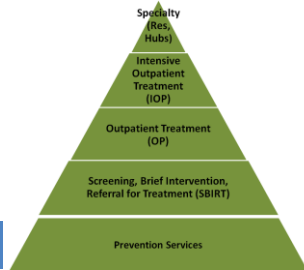 Specialty
(Res,
Hubs)
Intensive
Outpatient
Treatment
(IOP)
Outpatient Treatment
(OP)
Screening, Brief Intervention,
Referral for Treatment (SBIRT)
Prevention Services